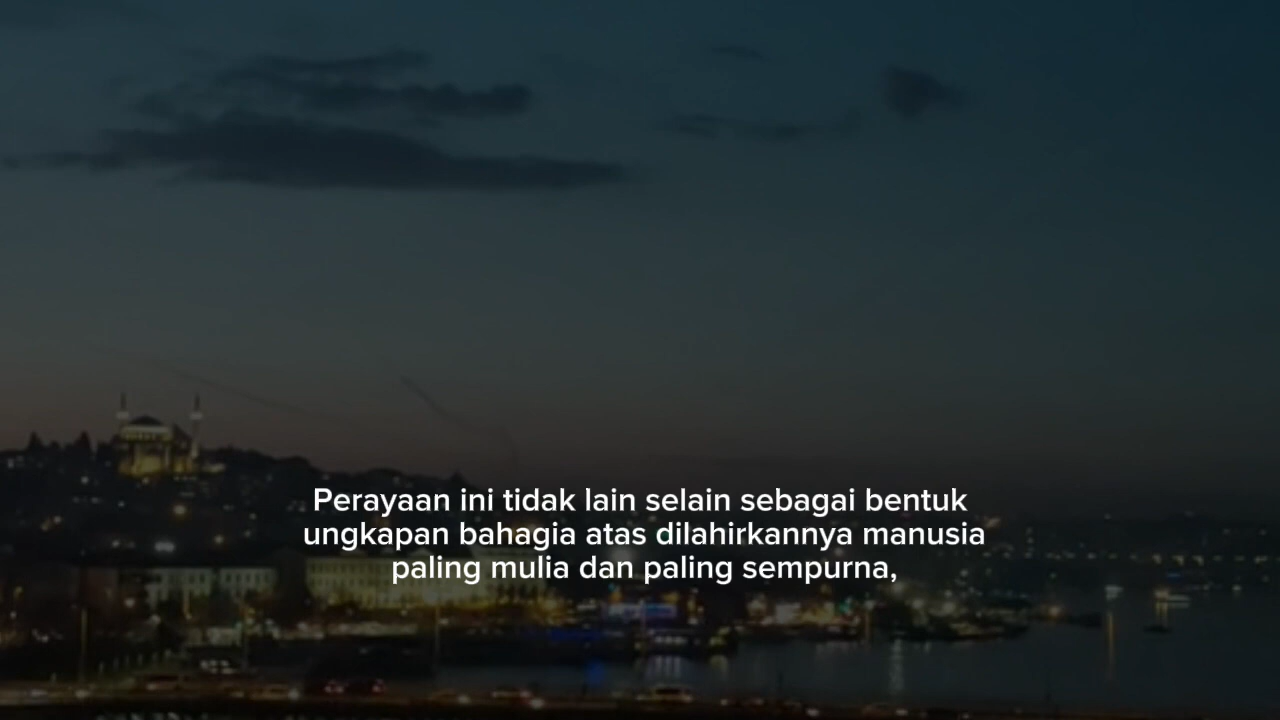 Perayaan ini tidak lain selain sebagai bentuk
ungkapan bahagia atas dilahirkannya manusia
paling mulia dan paling sempurna,